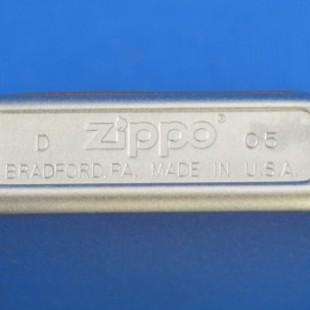 D zippo® 05
BRADFORD, PA. MADE IN U.S.A.